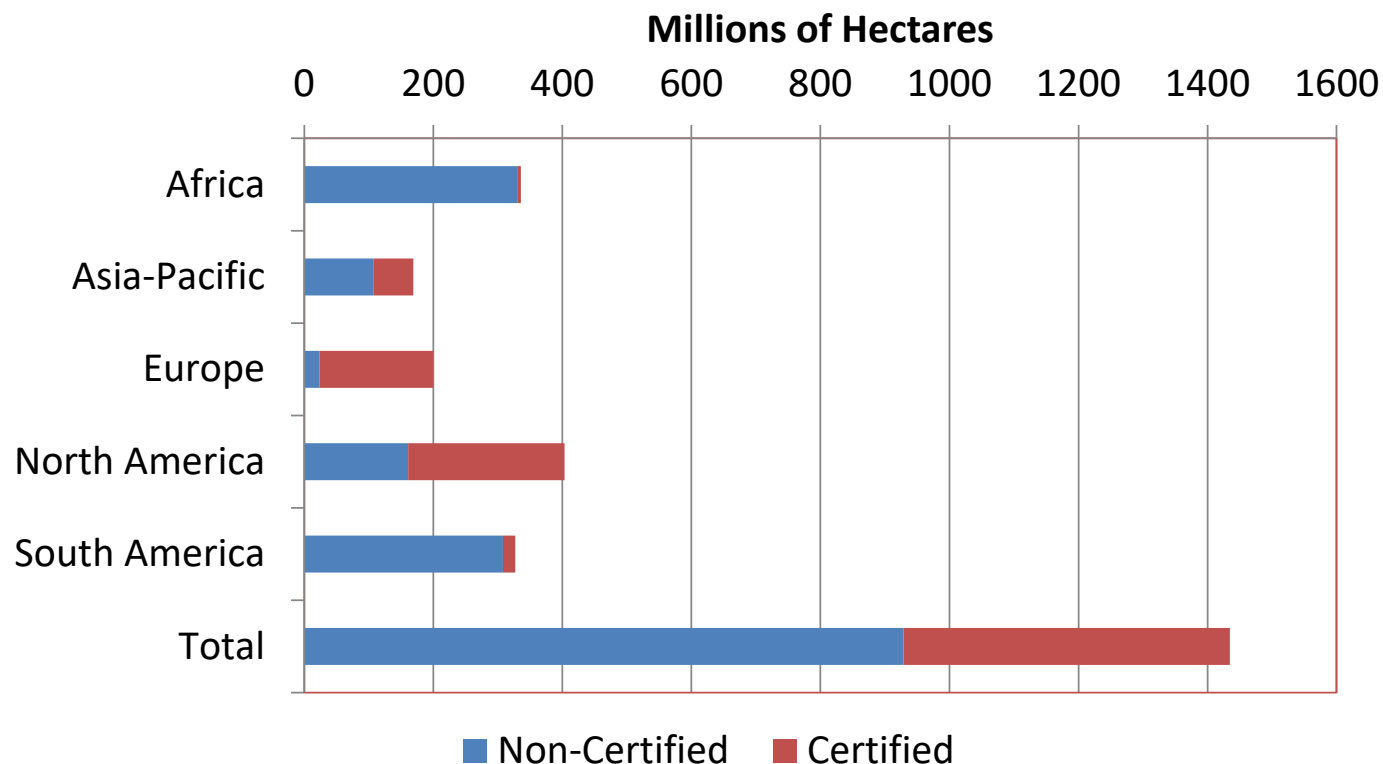 Millions of Hectares
0 200 400 600 800 1000 1200 1400 1600
Africa
Asia-Pacific
Europe
North America
South America
Total
Non-Certified Certified